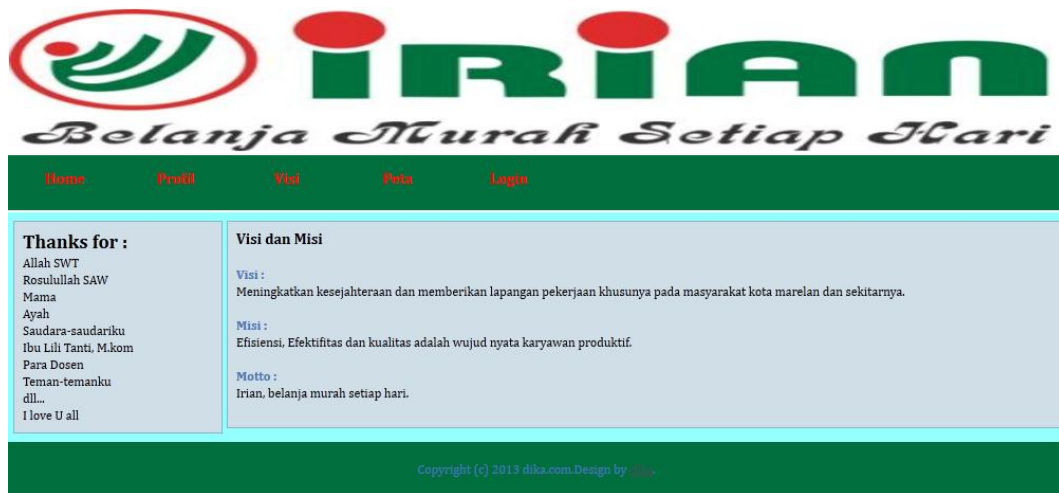 IRIAN
Belanja Murah Setiap Hari
Home Profil Visi Peta Login
Thanks for :
Allah SWT
Rosulullah SAW
Mama
Ayah
Saudara-saudariku
Ibu Lili Tanti, M.kom
Para Dosen
Teman-temanku
dll...
I love U all
Visi dan Misi
Visi :
Meningkatkan kesejahteraan dan memberikan lapangan pekerjaan khusunya pada masyarakat kota marelan dan sekitarnya.
Misi :
Efisiensi, Efektifitas dan kualitas adalah wujud nyata karyawan produktif.
Motto :
Irian, belanja murah setiap hari.
Copyright (c) 2013 dika.com.Design by